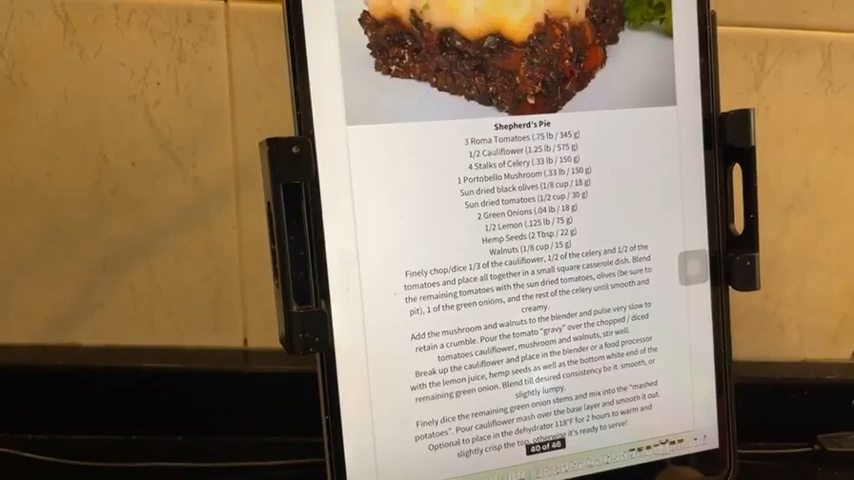 Shepherd's Pie
3 Roma Tomatoes (.75 lb / 345 g)
1/2 Cauliflower (1.25 lb / 575 g)
4 Stalks of Celery (.33 lb / 150 g)
1 Portobello Mushroom (.33 lb / 150 g)
Sun dried black olives (1/8 cup / 18 g)
Sun dried tomatoes (1/2 cup / 30 g)
2 Green Onions (.04 lb / 18 g)
1/2 Lemon (.125 lb / 75 g)
Hemp Seeds (2 Tbsp / 22 g)
Walnuts (1/8 cup / 15 g)
Finely chop/dice 1/3 of the cauliflower, 1/2 of the celery and 1/2 of the
tomatoes and place all together in a small square casserole dish. Blend
the remaining tomatoes with the sun dried tomatoes, olives (be sure to
pit), 1 of the green onions, and the rest of the celery until smooth and
creamy.
Add the mushroom and walnuts to the blender and pulse very slow to
retain a crumble. Pour the tomato "gravy" over the chopped / diced
tomatoes cauliflower, mushroom and walnuts, stir well.
Break up the cauliflower and place in the blender or a food processor
with the lemon juice, hemp seeds as well as the bottom white end of the
remaining green onion. Blend till desired consistency be it smooth, or
slightly lumpy.
Finely dice the remaining green onion stems and mix into the "mashed
potatoes". Pour cauliflower mash over the base layer and smooth it out.
Optional to place in the dehydrator 118°F for 2 hours to warm and
slightly crisp the top, otherwise it's ready to serve!
40 of 46